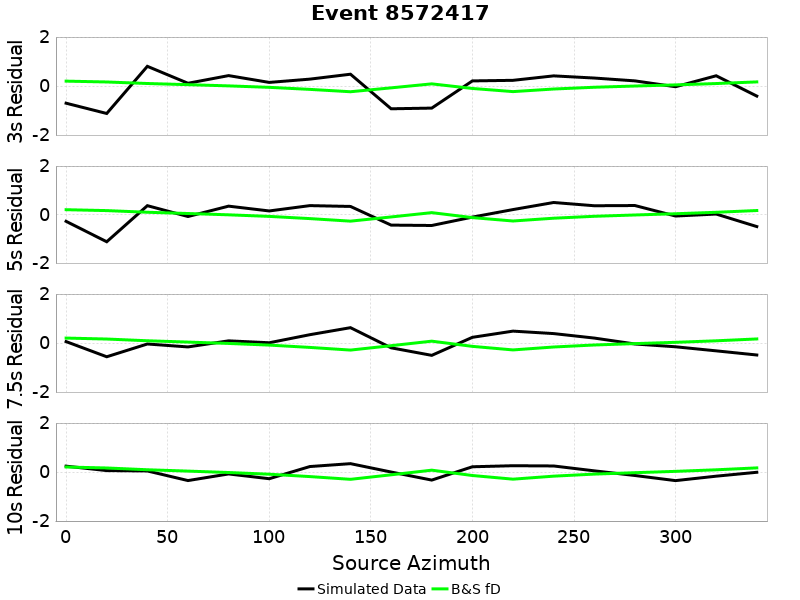 Event 8572417
2
0
-2
3s Residual
2
0
-2
5s Residual
2
0
-2
7.5s Residual
2
0
-2
10s Residual
0 50 100 150 200 250 300
Source Azimuth
Simulated Data B&S fD